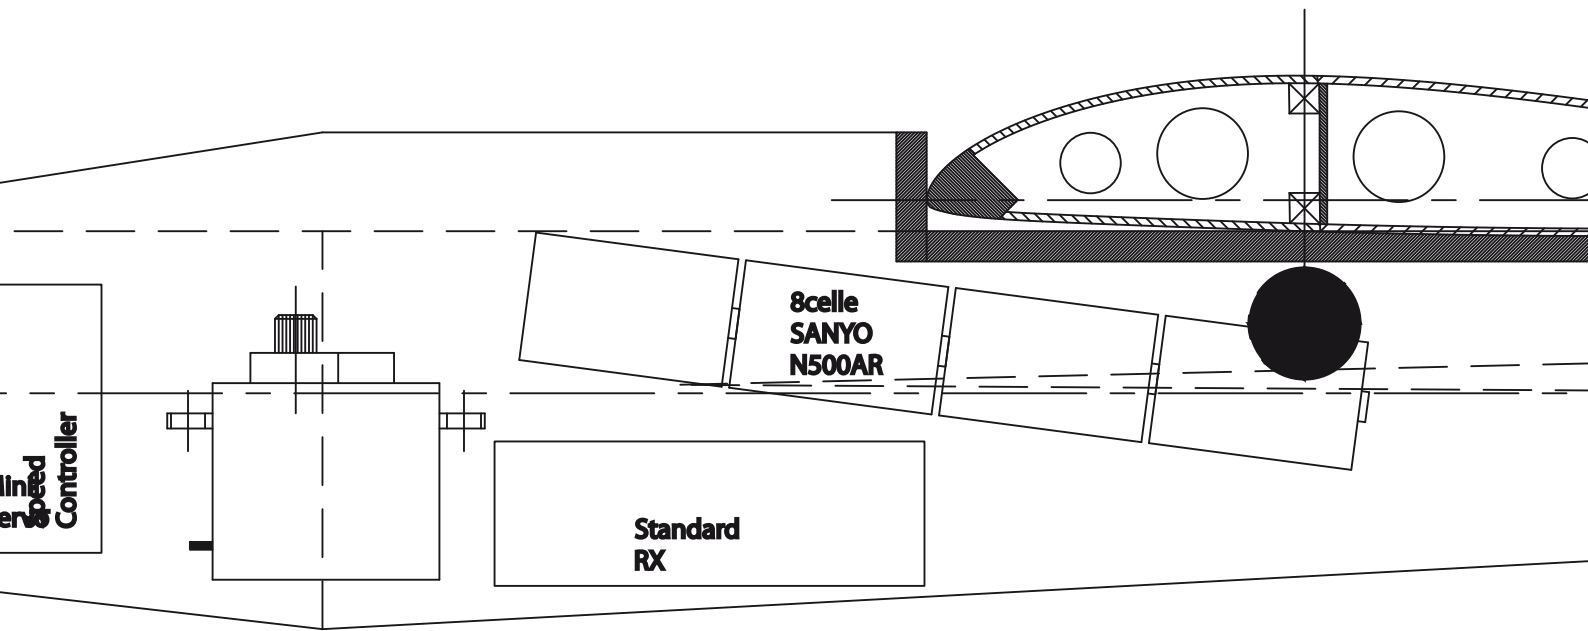 8celle
SANYO
N500AR
Speed
Controller
Standard
RX